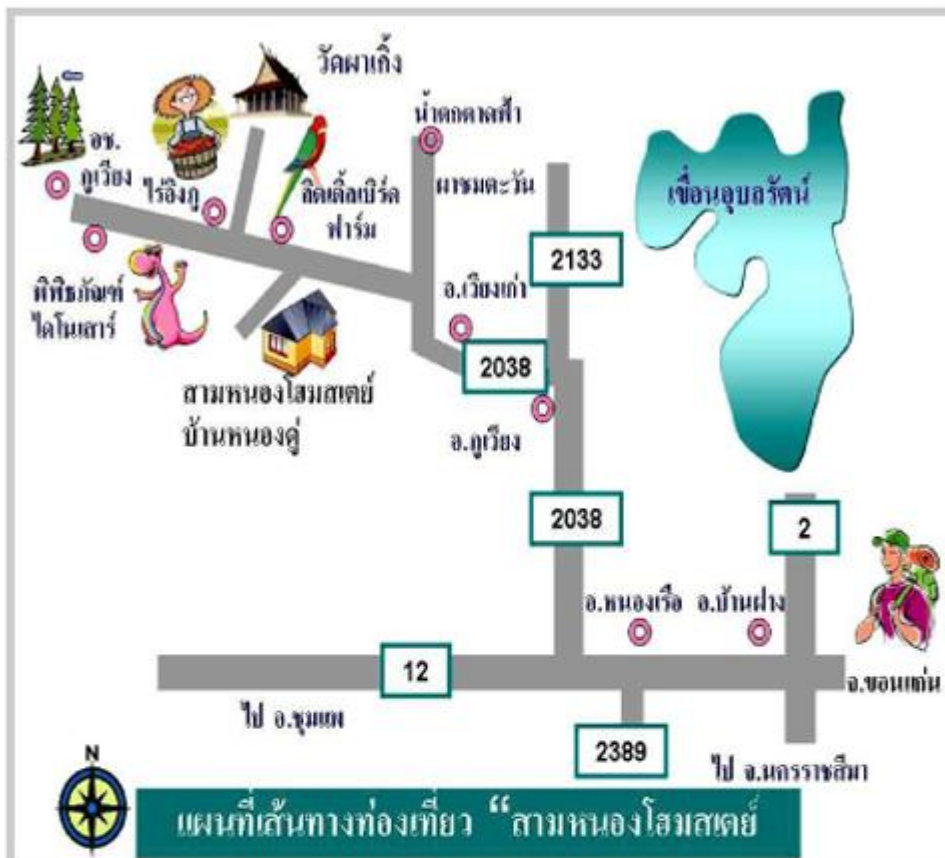 วัดผาเกิ้ง
น้ำตกตาดฟ้า
อช.
ภูเวียง
ไร่อิงภู
ลิตเติ้ลเบิร์ด
ฟาร์ม
ผาชมตะวัน
เขื่อนอุบลรัตน์
2133
พิพิธภัณฑ์
ไดโนเสาร์
อ.เวียงเก่า
2038
สามหนองโฮมสเตย์
บ้านหนองคู่
อ.ภูเวียง
2038
2
อ.หนองเรือ
อ.บ้านฝาง
12
จ.ขอนแก่น
ไป อ.ชุมแพ
2389
ไป จ.นครราชสีมา
N
แผนที่เส้นทางท่องเที่ยว “สามหนองโฮมสเตย์